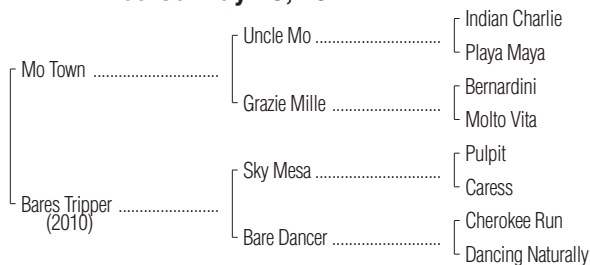 Indian Charlie
Uncle Mo
Playa Maya
Mo Town
Bernardini
Grazie Mille
Molto Vita
Pulpit
Sky Mesa
Caress
Bares Tripper
(2010)
Cherokee Run
Bare Dancer
Dancing Naturally